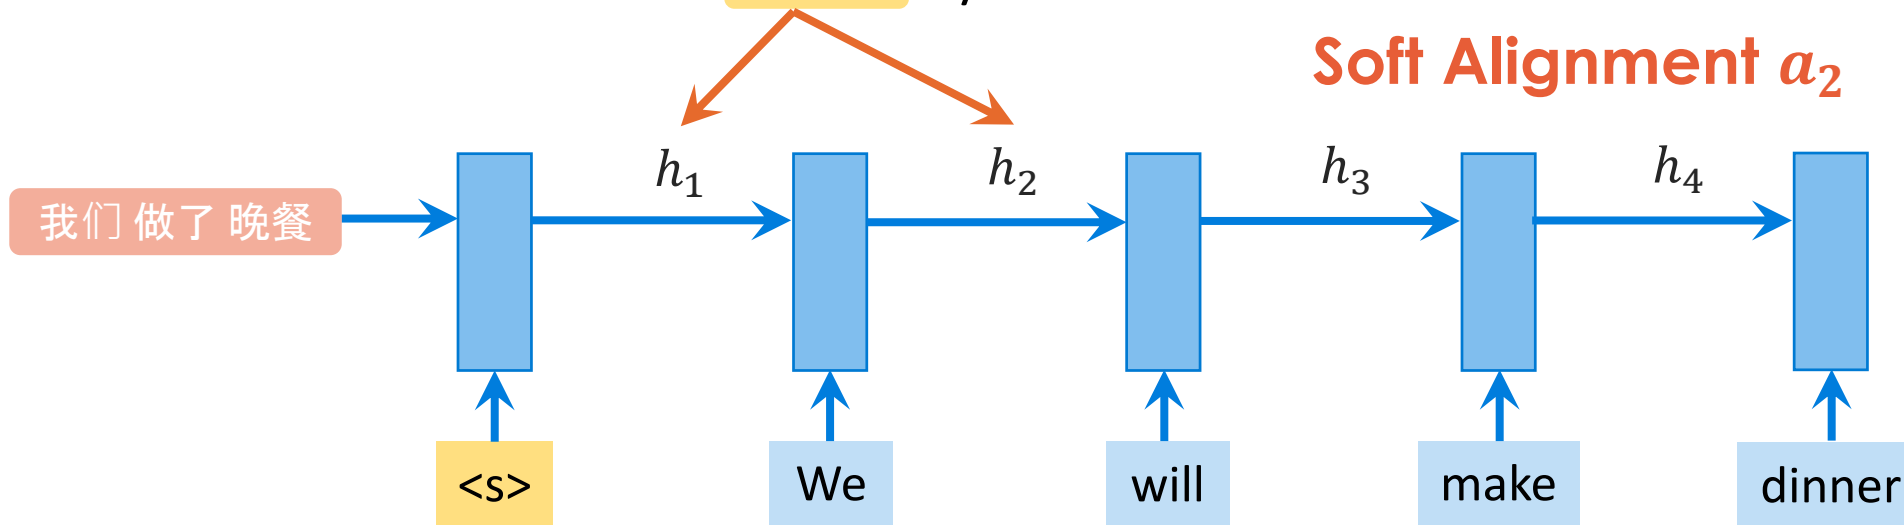 Soft Alignment a₂
h₁ h₂ h₃ h₄
我们 做了 晚餐
<s> We will make dinner